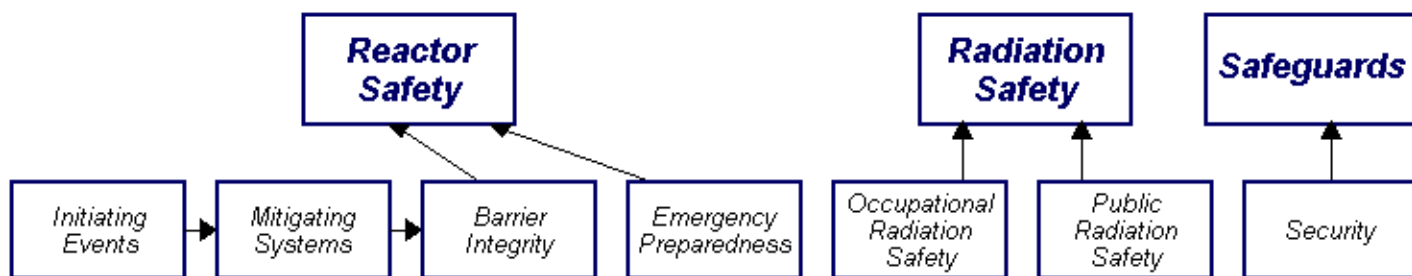 Reactor
Safety
Radiation
Safety
Safeguards
Initiating
Events
Mitigating
Systems
Barrier
Integrity
Emergency
Preparedness
Occupational
Radiation
Safety
Public
Radiation
Safety
Security